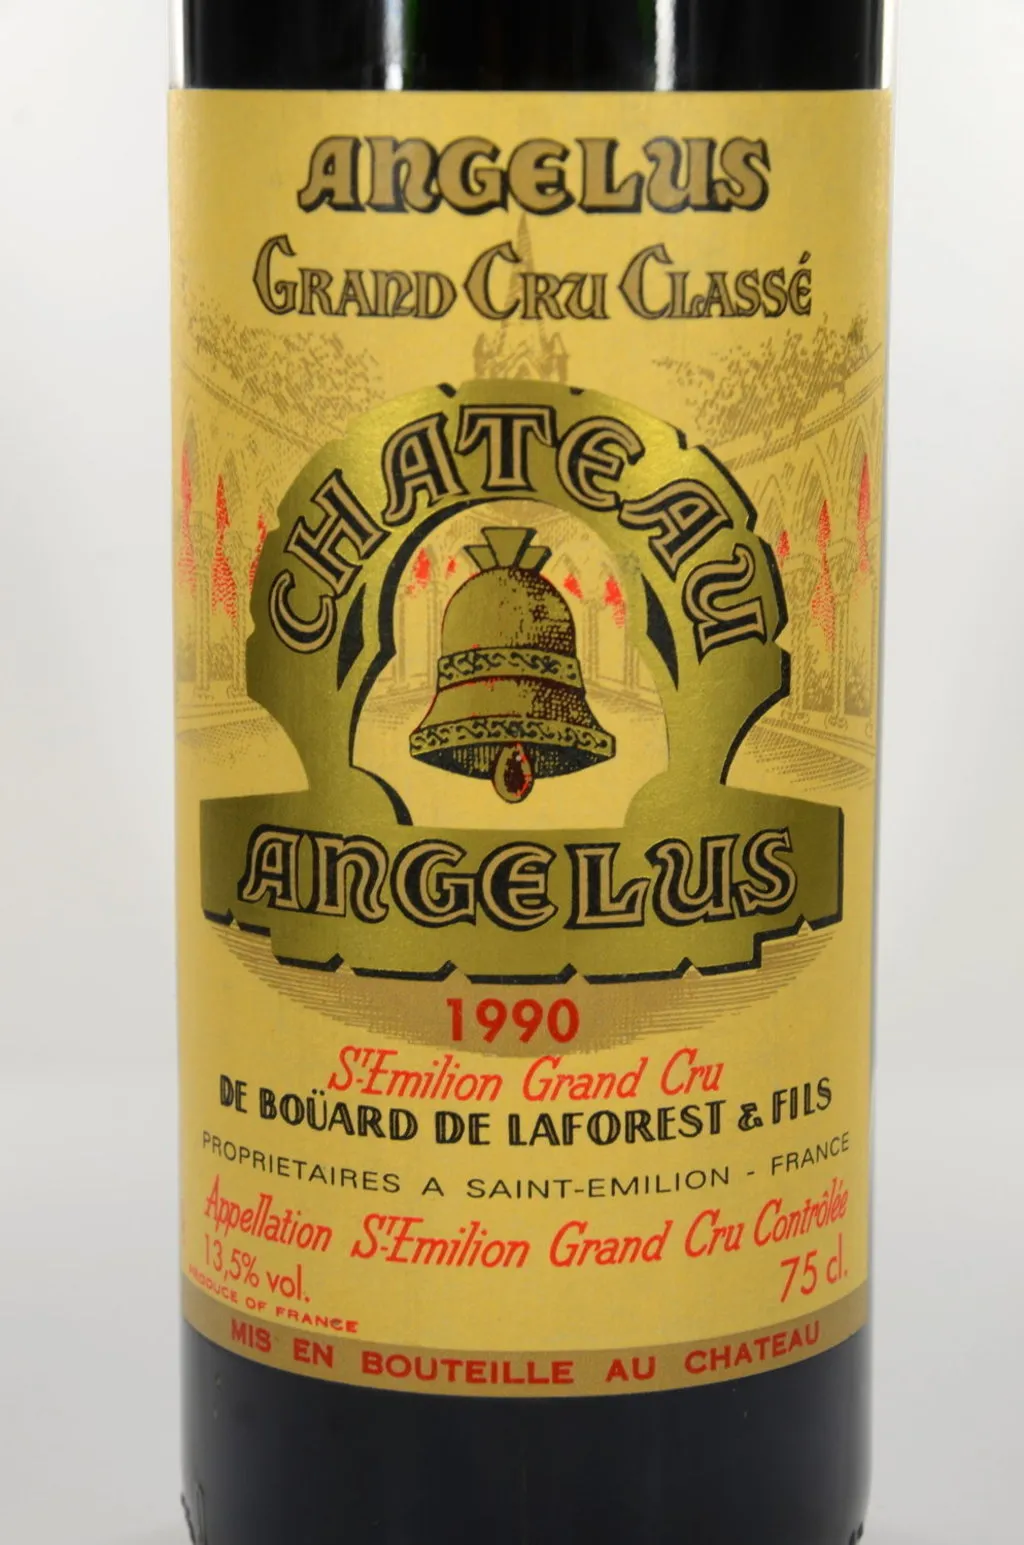 ANGELUS
GRAND CRU CLASSÉ
CHATEAU
ANGELUS
1990
ST-Emilion Grand Cru
DE BOÜARD DE LAFOREST & FILS
PROPRIETAIRES A SAINT-EMILION - FRANCE
Appellation ST-Emilion Grand Cru Contrôlée
13,5% vol. 75 cl.
PRODUCE OF FRANCE
MIS EN BOUTEILLE AU CHATEAU